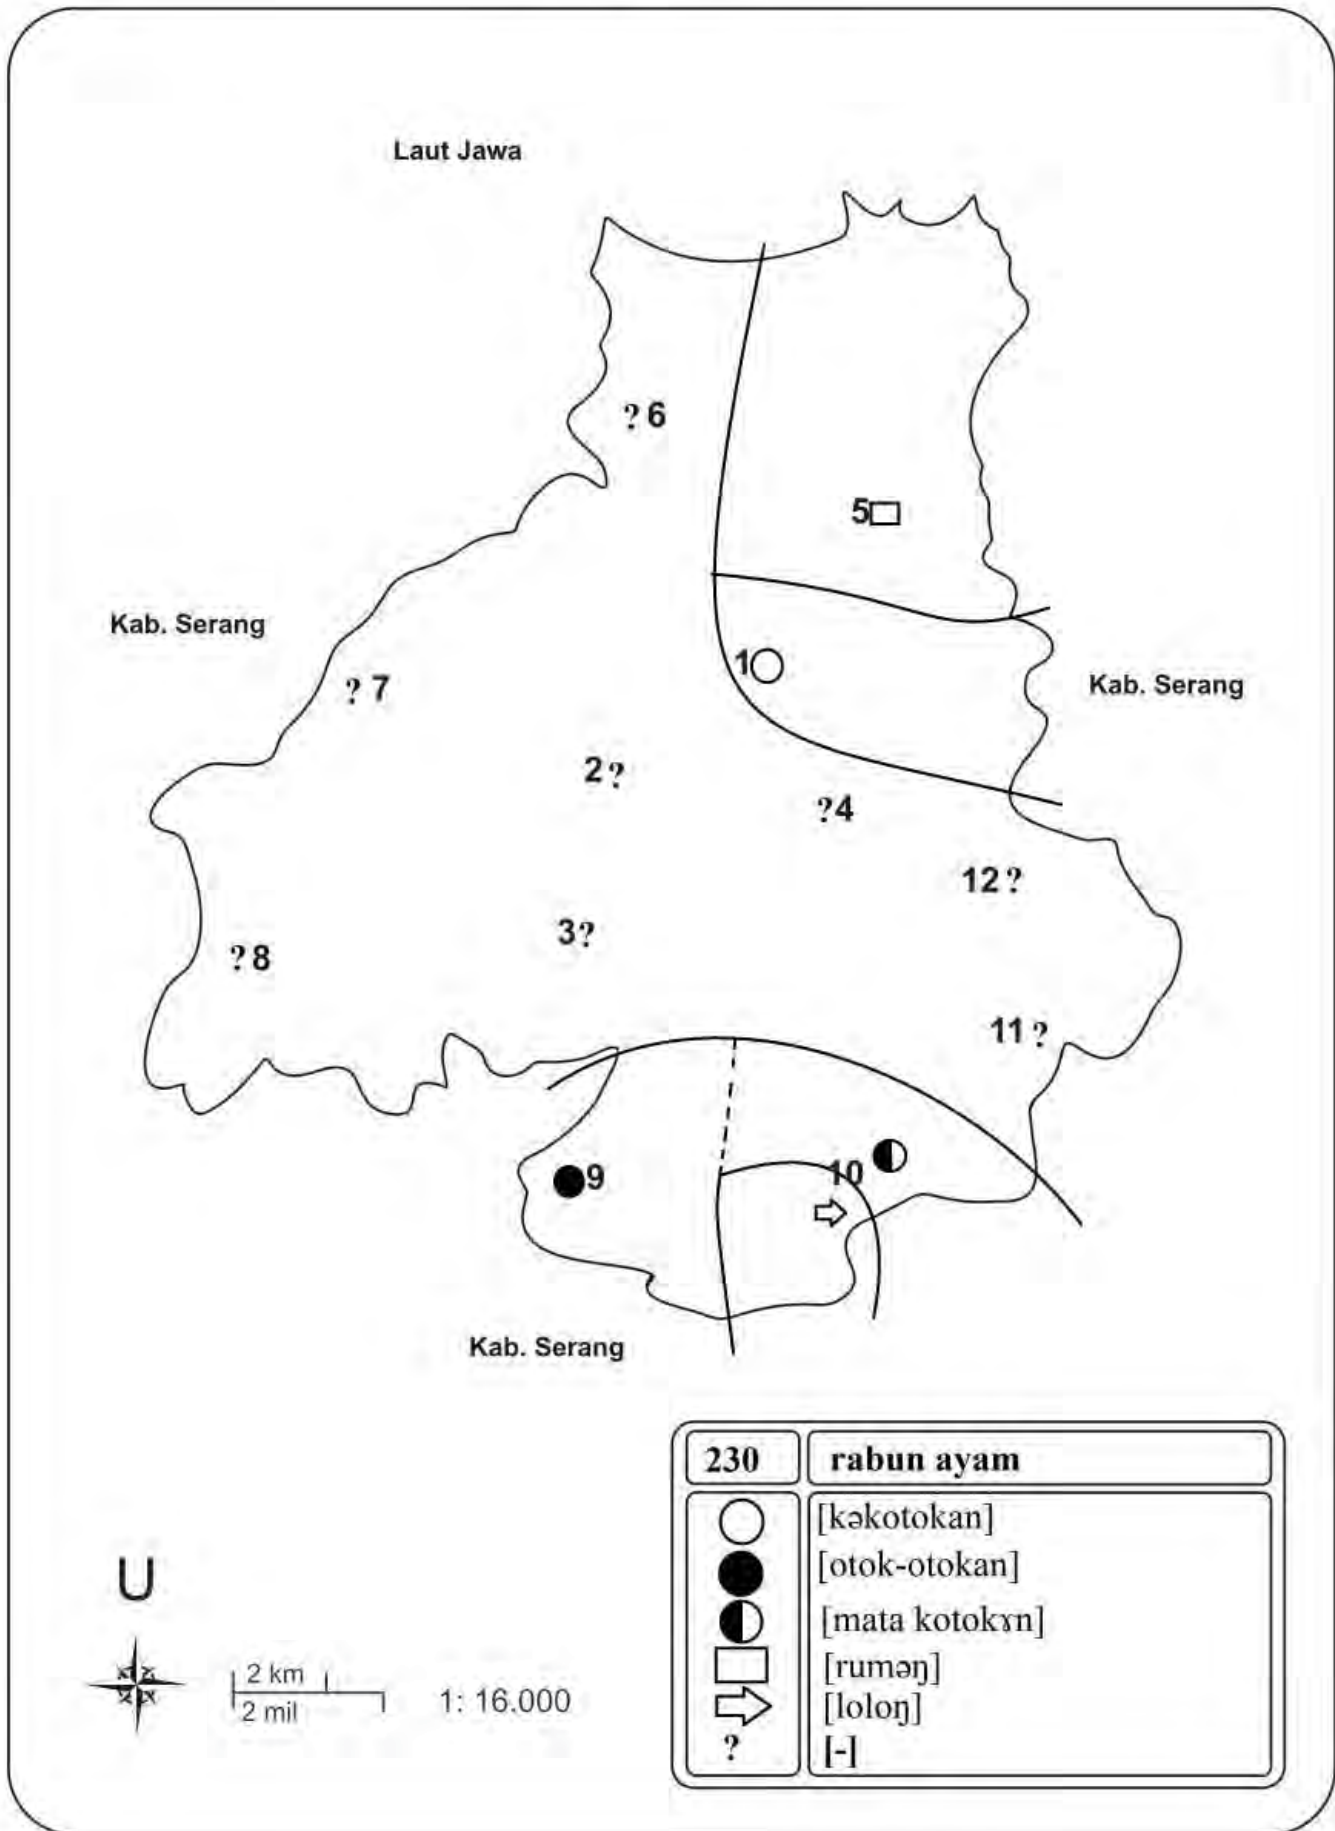 Laut Jawa
? 6
5
Kab. Serang
1
Kab. Serang
? 7
2 ?
?4
12 ?
3?
?8
11 ?
9
10
Kab. Serang
230 rabun ayam
[kəkotokan]
[otok-otokan]
[mata kotokɤn]
[ruməŋ]
[loloŋ]
? [-]
U
2 km
2 mil
1: 16.000